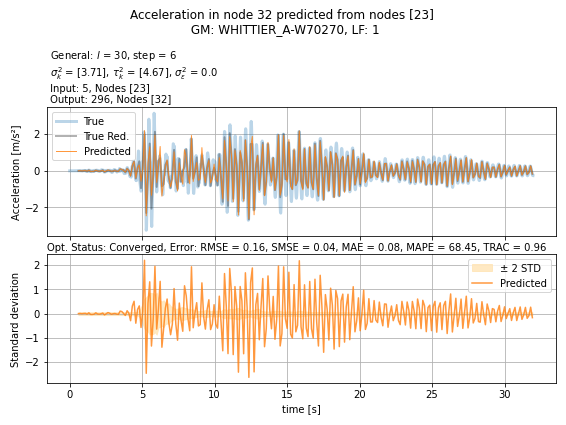 Acceleration in node 32 predicted from nodes [23]
GM: WHITTIER_A-W70270, LF: 1
General: l = 30, step = 6
σ²ₖ = [3.71], τ²ₖ = [4.67], σ²ε = 0.0
Input: 5, Nodes [23]
Output: 296, Nodes [32]
True
True Red.
Predicted
Acceleration [m/s²]
2
0
−2
Opt. Status: Converged, Error: RMSE = 0.16, SMSE = 0.04, MAE = 0.08, MAPE = 68.45, TRAC = 0.96
± 2 STD
Predicted
Standard deviation
2
1
0
−1
−2
0 5 10 15 20 25 30
time [s]